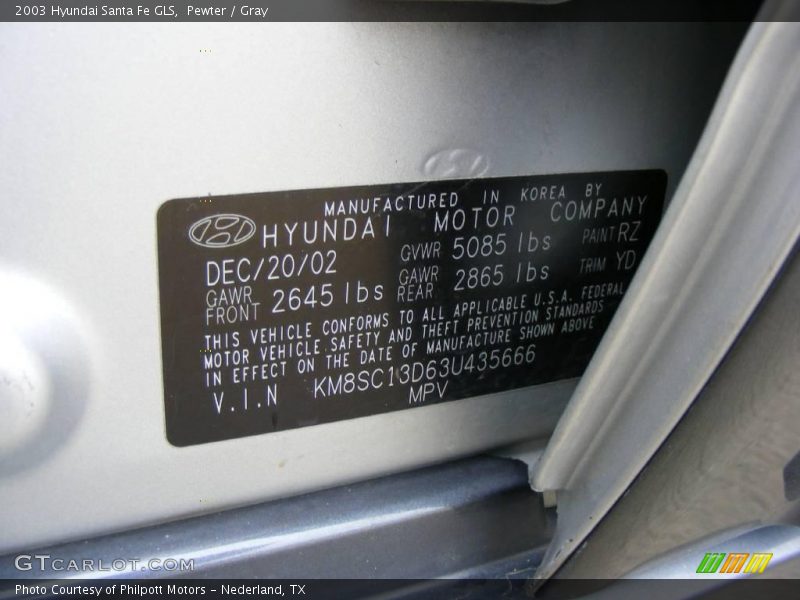 2003 Hyundai Santa Fe GLS, Pewter / Gray
MANUFACTURED IN KOREA BY
HYUNDAI MOTOR COMPANY
DEC/20/02 GVWR 5085 lbs PAINT RZ
GAWR FRONT 2645 lbs GAWR REAR 2865 lbs TRIM YD
THIS VEHICLE CONFORMS TO ALL APPLICABLE U.S.A. FEDERAL
MOTOR VEHICLE SAFETY AND THEFT PREVENTION STANDARDS
IN EFFECT ON THE DATE OF MANUFACTURE SHOWN ABOVE
V.I.N KM8SC13D63U435666
MPV
GTCARLOT.COM
Photo Courtesy of Philpott Motors - Nederland, TX